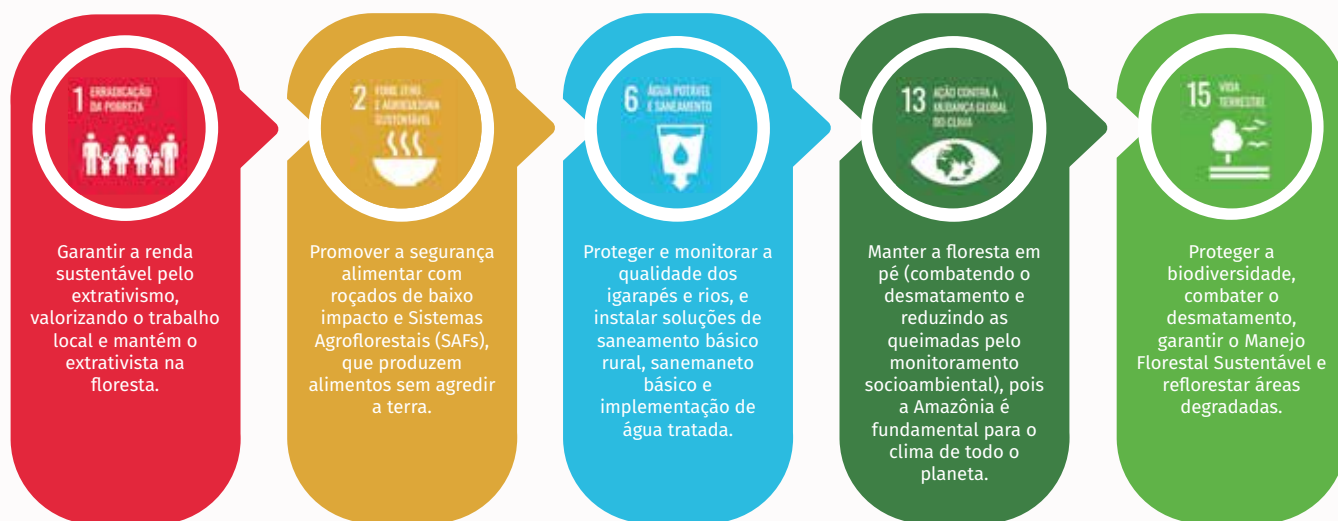 1 ERRADICAÇÃO
DA POBREZA
Garantir a renda
sustentável pelo
extrativismo,
valorizando o trabalho
local e mantém o
extrativista na
floresta.
2 FOME ZERO
E AGRICULTURA
SUSTENTÁVEL
Promover a segurança
alimentar com
roçados de baixo
impacto e Sistemas
Agroflorestais (SAFs),
que produzem
alimentos sem agredir
a terra.
6 ÁGUA POTÁVEL
E SANEAMENTO
Proteger e monitorar a
qualidade dos
igarapés e rios, e
instalar soluções de
saneamento básico
rural, sanemaneto
básico e
implementação de
água tratada.
13 AÇÃO CONTRA A
MUDANÇA GLOBAL
DO CLIMA
Manter a floresta em
pé (combatendo o
desmatamento e
reduzindo as
queimadas pelo
monitoramento
socioambiental), pois
a Amazônia é
fundamental para o
clima de todo o
planeta.
15 VIDA
TERRESTRE
Proteger a
biodiversidade,
combater o
desmatamento,
garantir o Manejo
Florestal Sustentável e
reflorestar áreas
degradadas.